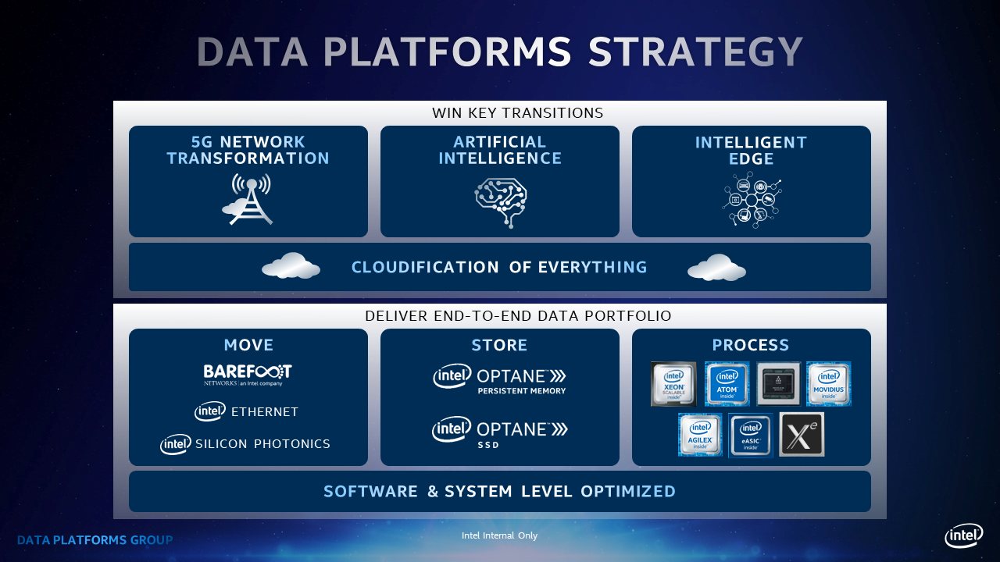 DATA PLATFORMS STRATEGY
WIN KEY TRANSITIONS
5G NETWORK
TRANSFORMATION
ARTIFICIAL
INTELLIGENCE
INTELLIGENT
EDGE
CLOUDIFICATION OF EVERYTHING
DELIVER END-TO-END DATA PORTFOLIO
MOVE
BAREFOOT
NETWORKS | an Intel company
intel ETHERNET
intel SILICON PHOTONICS
STORE
intel OPTANE™
PERSISTENT MEMORY
intel OPTANE™
SSD
PROCESS
intel
XEON
SCALABLE
inside
intel
ATOM
inside
intel
MOVIDIUS
inside
intel
AGILEX
inside
intel
eASIC
inside
Xe
SOFTWARE & SYSTEM LEVEL OPTIMIZED
DATA PLATFORMS GROUP
Intel Internal Only
intel